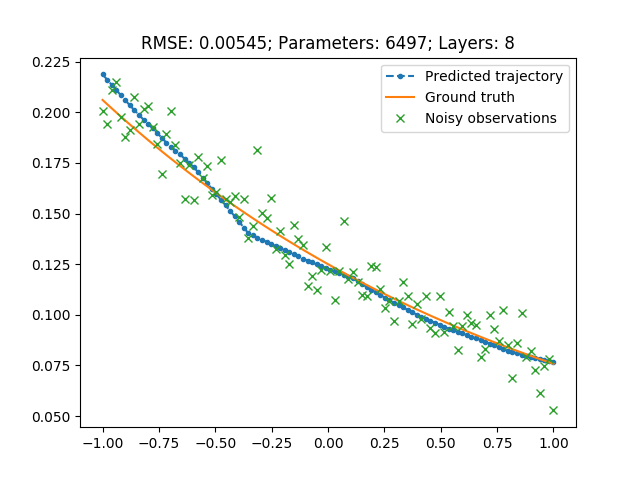 RMSE: 0.00545; Parameters: 6497; Layers: 8
Predicted trajectory
Ground truth
Noisy observations
0.225
0.200
0.175
0.150
0.125
0.100
0.075
0.050
−1.00 −0.75 −0.50 −0.25 0.00 0.25 0.50 0.75 1.00